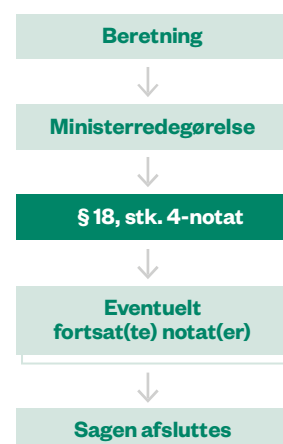 Beretning
Ministerredegørelse
§ 18, stk. 4-notat
Eventuelt
fortsat(te) notat(er)
Sagen afsluttes